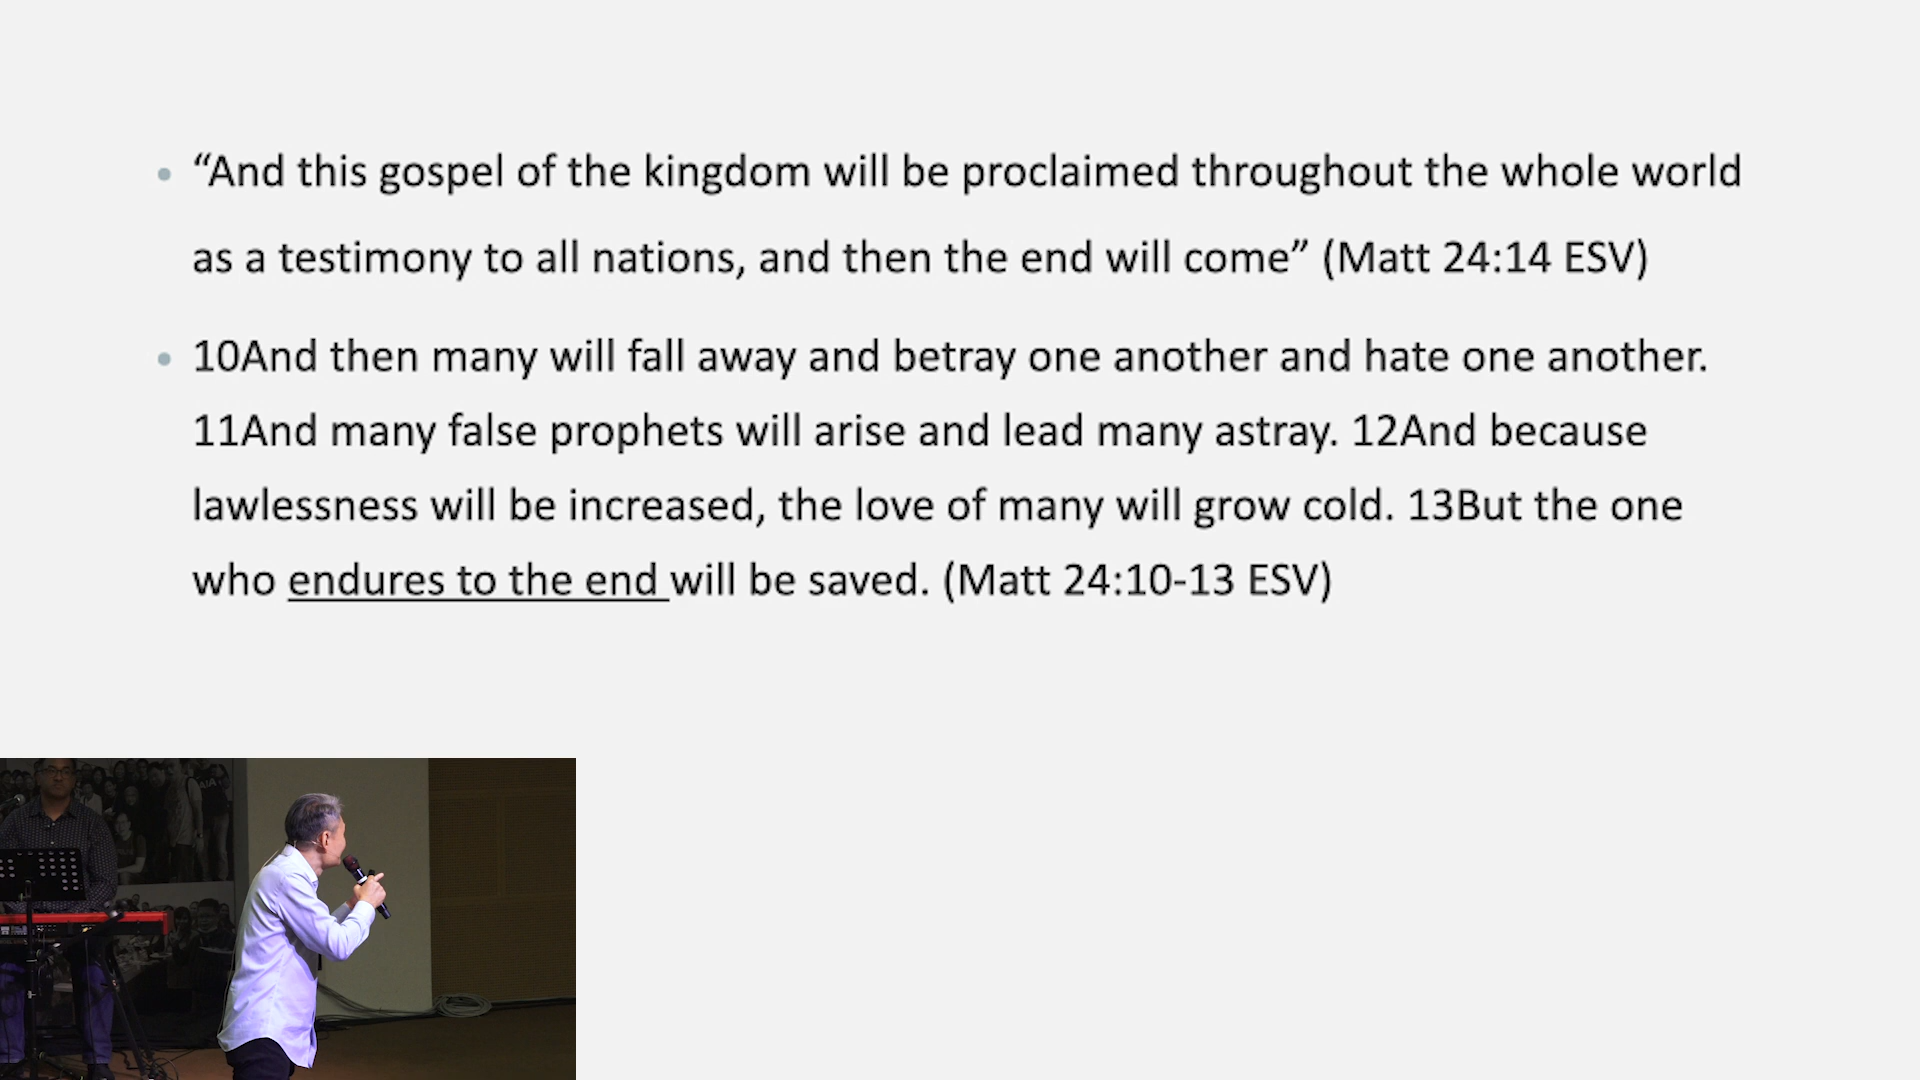 “And this gospel of the kingdom will be proclaimed throughout the whole world
as a testimony to all nations, and then the end will come” (Matt 24:14 ESV)
10And then many will fall away and betray one another and hate one another.
11And many false prophets will arise and lead many astray. 12And because
lawlessness will be increased, the love of many will grow cold. 13But the one
who endures to the end will be saved. (Matt 24:10-13 ESV)
AIA